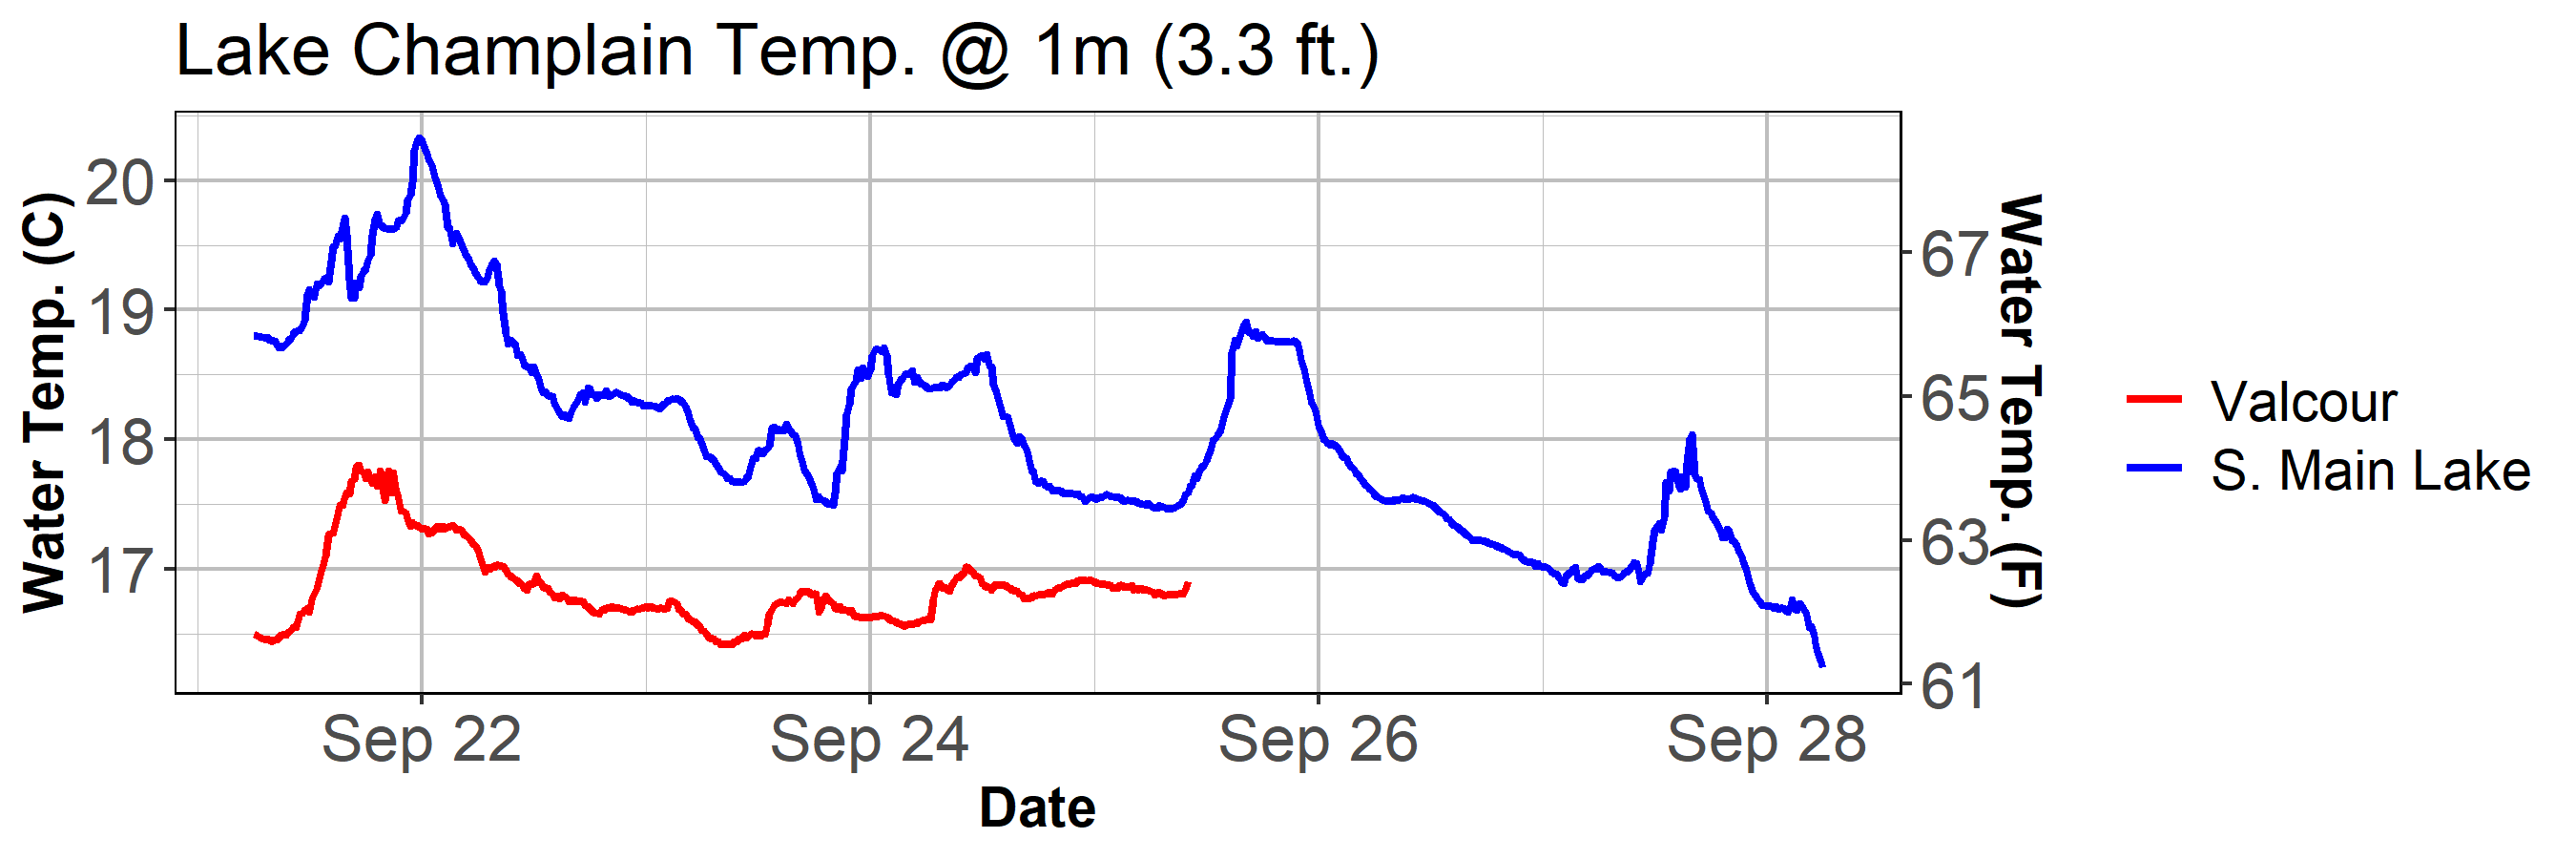 Lake Champlain Temp. @ 1m (3.3 ft.)
Water Temp. (C)
20
19
18
17
67
65
63
61
Water Temp. (F)
Valcour
S. Main Lake
Sep 22
Sep 24
Sep 26
Sep 28
Date